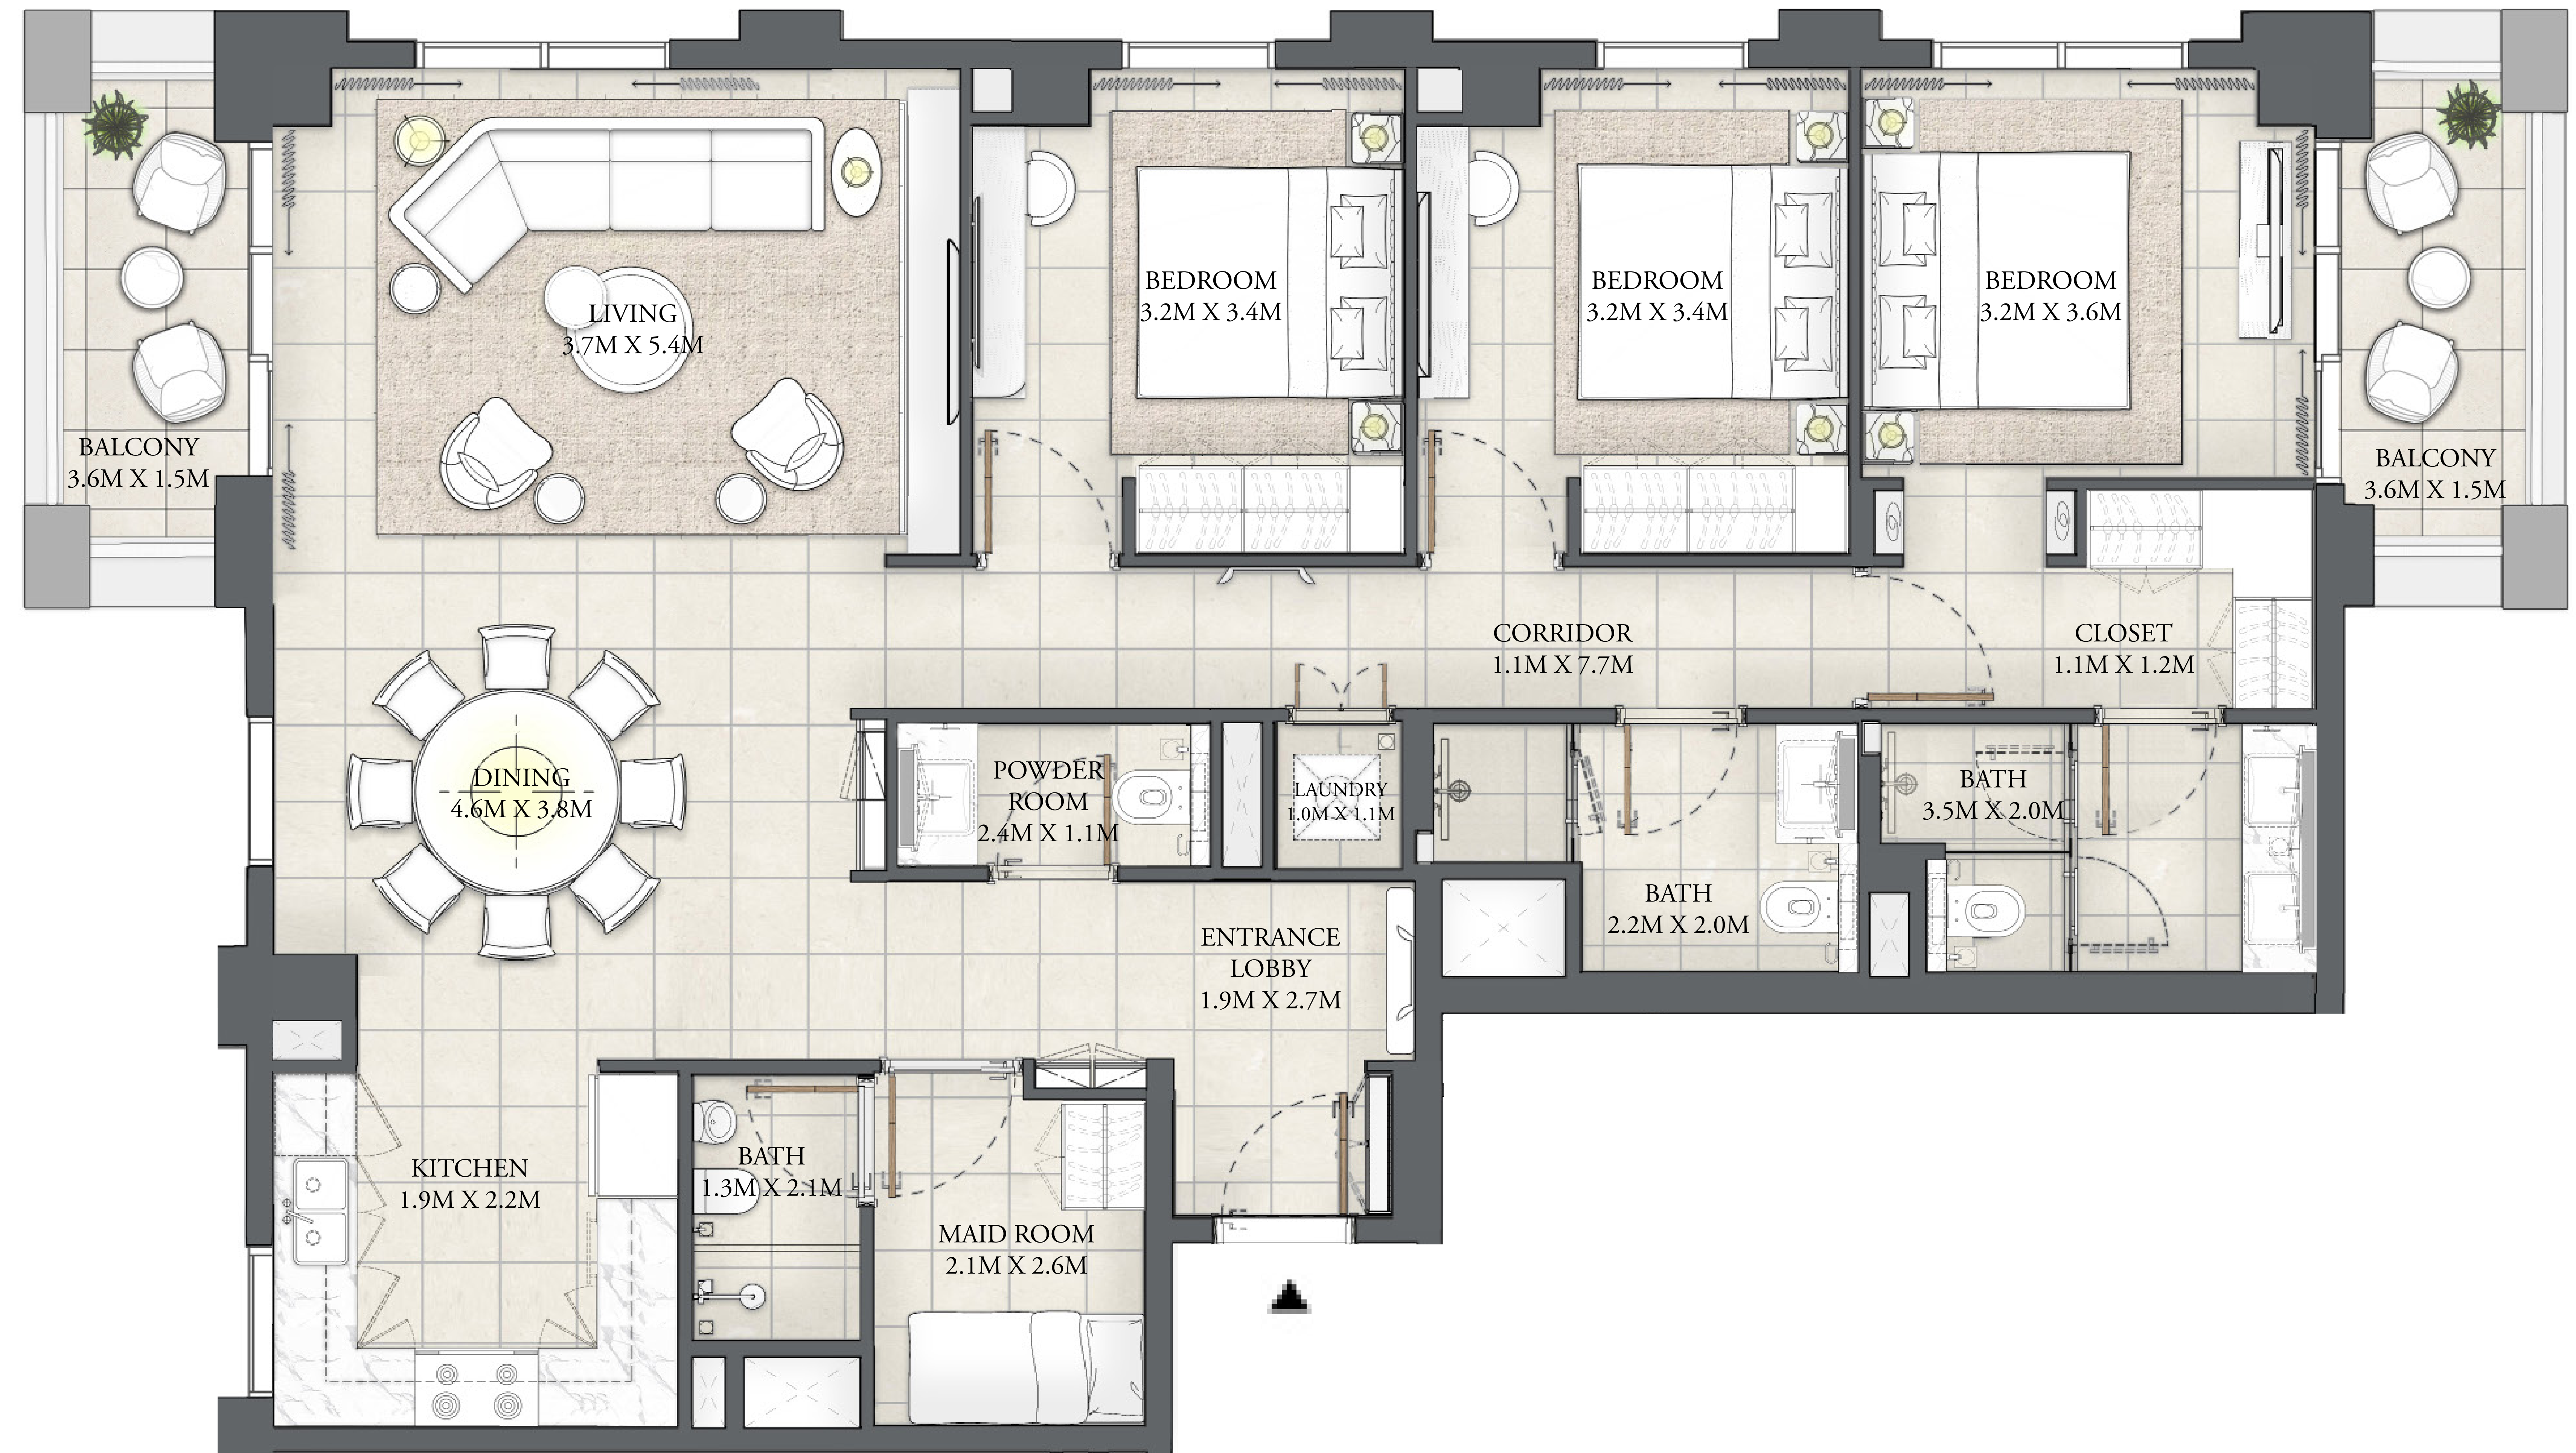 BEDROOM
3.2M X 3.4M
BEDROOM
3.2M X 3.4M
BEDROOM
3.2M X 3.6M
LIVING
3.7M X 5.4M
BALCONY
3.6M X 1.5M
BALCONY
3.6M X 1.5M
CORRIDOR
1.1M X 7.7M
CLOSET
1.1M X 1.2M
DINING
4.6M X 3.8M
POWDER
ROOM
2.4M X 1.1M
LAUNDRY
1.0M X 1.1M
BATH
3.5M X 2.0M
BATH
2.2M X 2.0M
ENTRANCE
LOBBY
1.9M X 2.7M
KITCHEN
1.9M X 2.2M
BATH
1.3M X 2.1M
MAID ROOM
2.1M X 2.6M